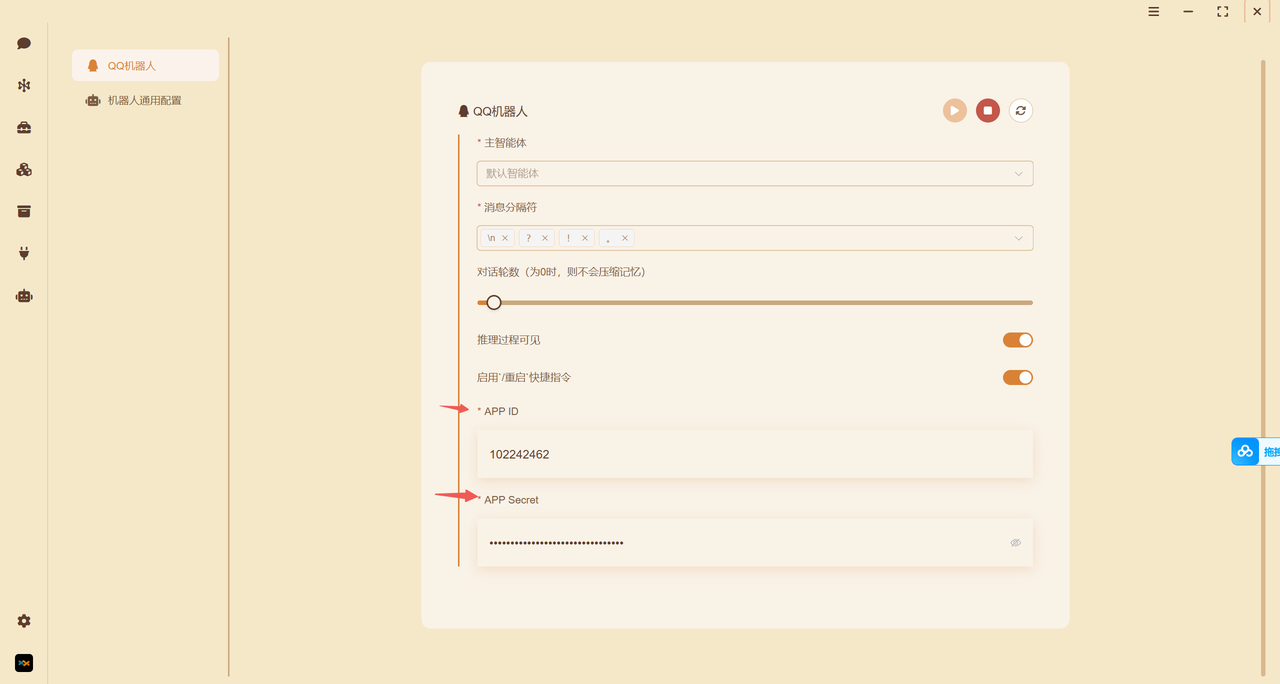 QQ机器人
机器人通用配置
QQ机器人
* 主智能体
默认智能体
* 消息分隔符
\n × ? × ! × 。 ×
对话轮数（为0时，则不会压缩记忆）
推理过程可见
启用`/重启`快捷指令
* APP ID
102242462
* APP Secret
••••••••••••••••••••••••••••••••